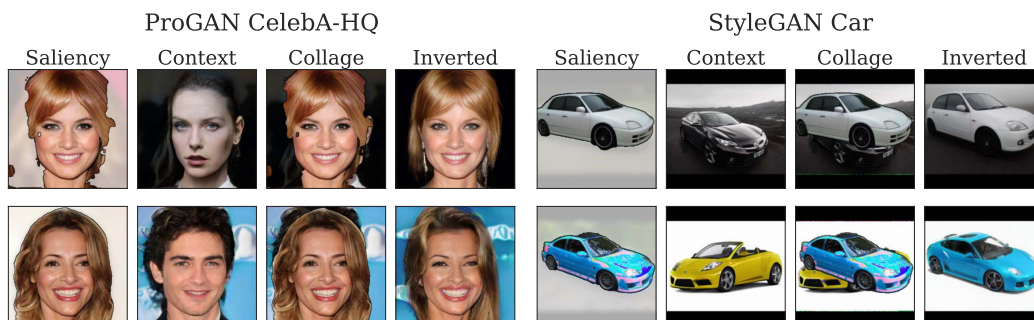 ProGAN CelebA-HQ
StyleGAN Car
Saliency Context Collage Inverted Saliency Context Collage Inverted